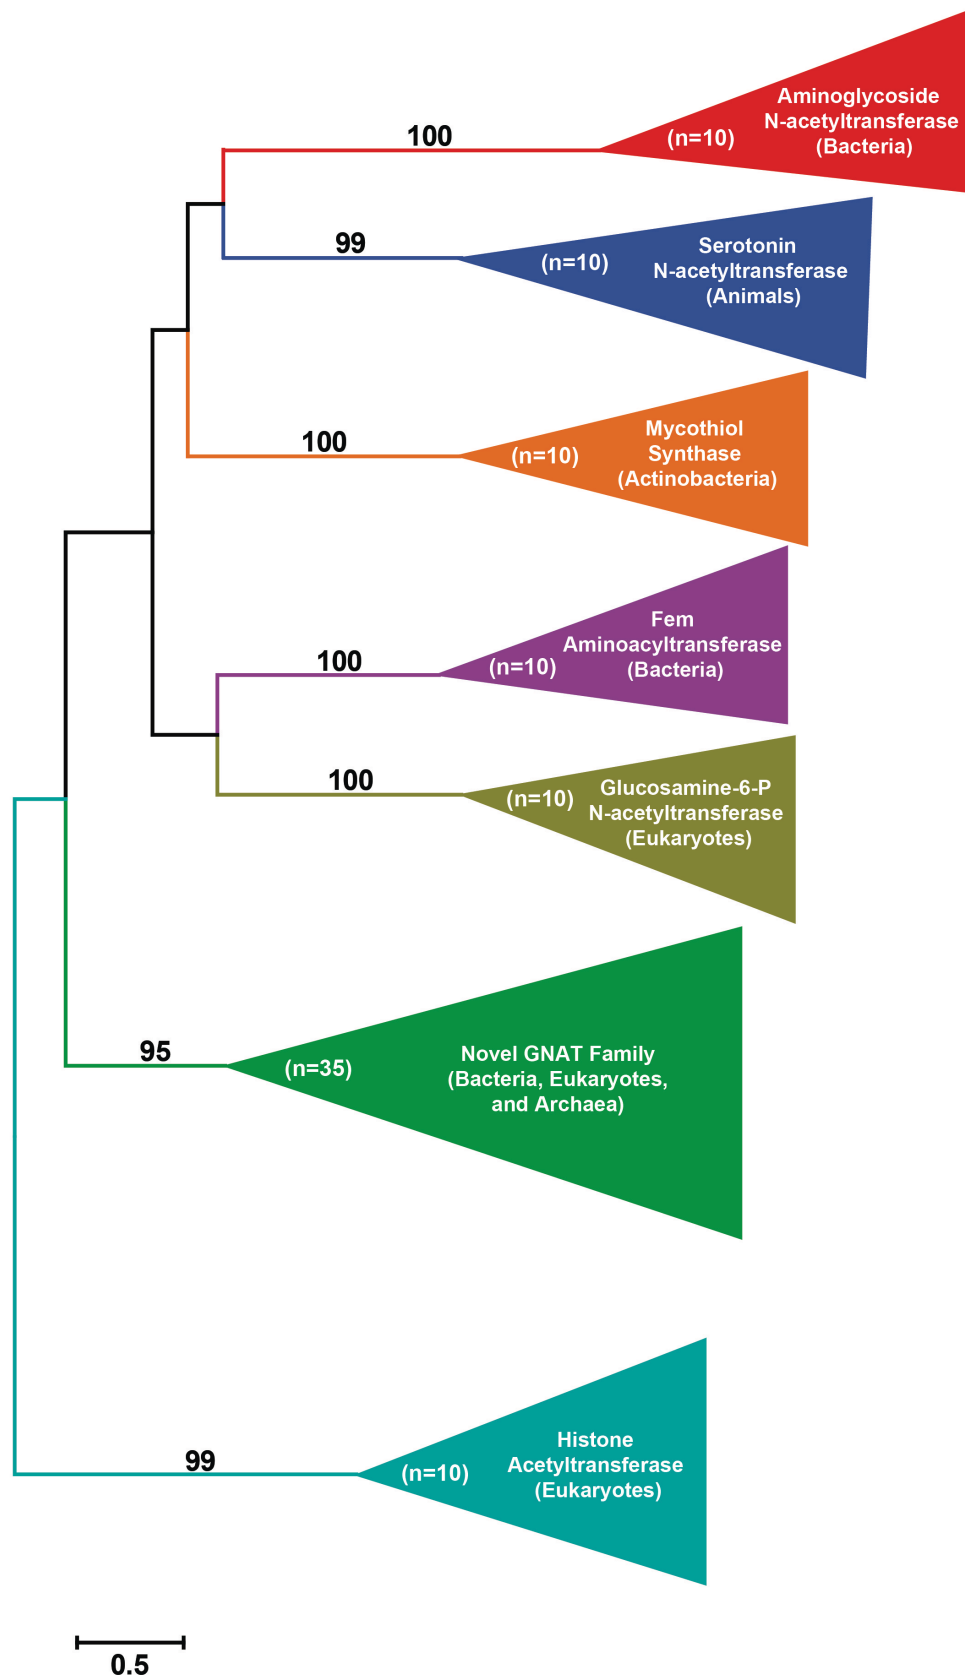 100
(n=10)
Aminoglycoside
N-acetyltransferase
(Bacteria)
99
(n=10)
Serotonin
N-acetyltransferase
(Animals)
100
(n=10)
Mycothiol
Synthase
(Actinobacteria)
100
(n=10)
Fem
Aminoacyltransferase
(Bacteria)
100
(n=10)
Glucosamine-6-P
N-acetyltransferase
(Eukaryotes)
95
(n=35)
Novel GNAT Family
(Bacteria, Eukaryotes,
and Archaea)
99
(n=10)
Histone
Acetyltransferase
(Eukaryotes)
0.5